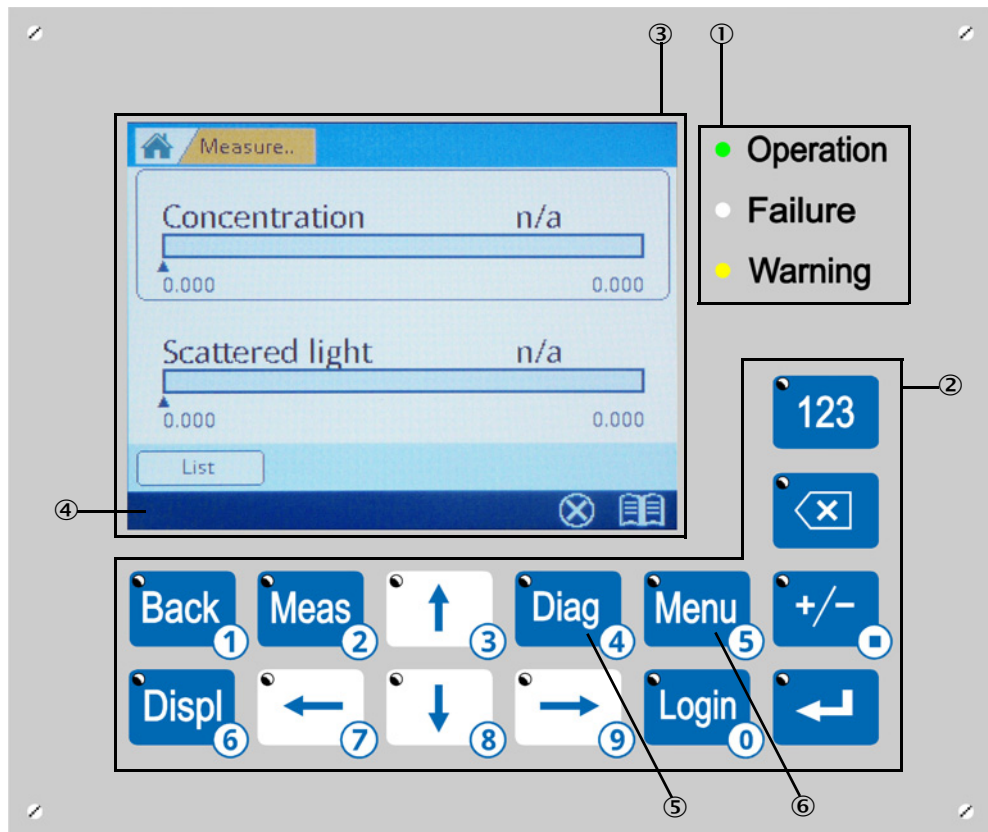 ③ ①
Measure..
Operation
Concentration n/a
Failure
0.000 0.000
Warning
Scattered light n/a
②
123
0.000 0.000
List
④
Back 1 Meas 2 3 Diag 4 Menu 5 +/-
Displ 6 7 8 9 Login 0
⑤ ⑥